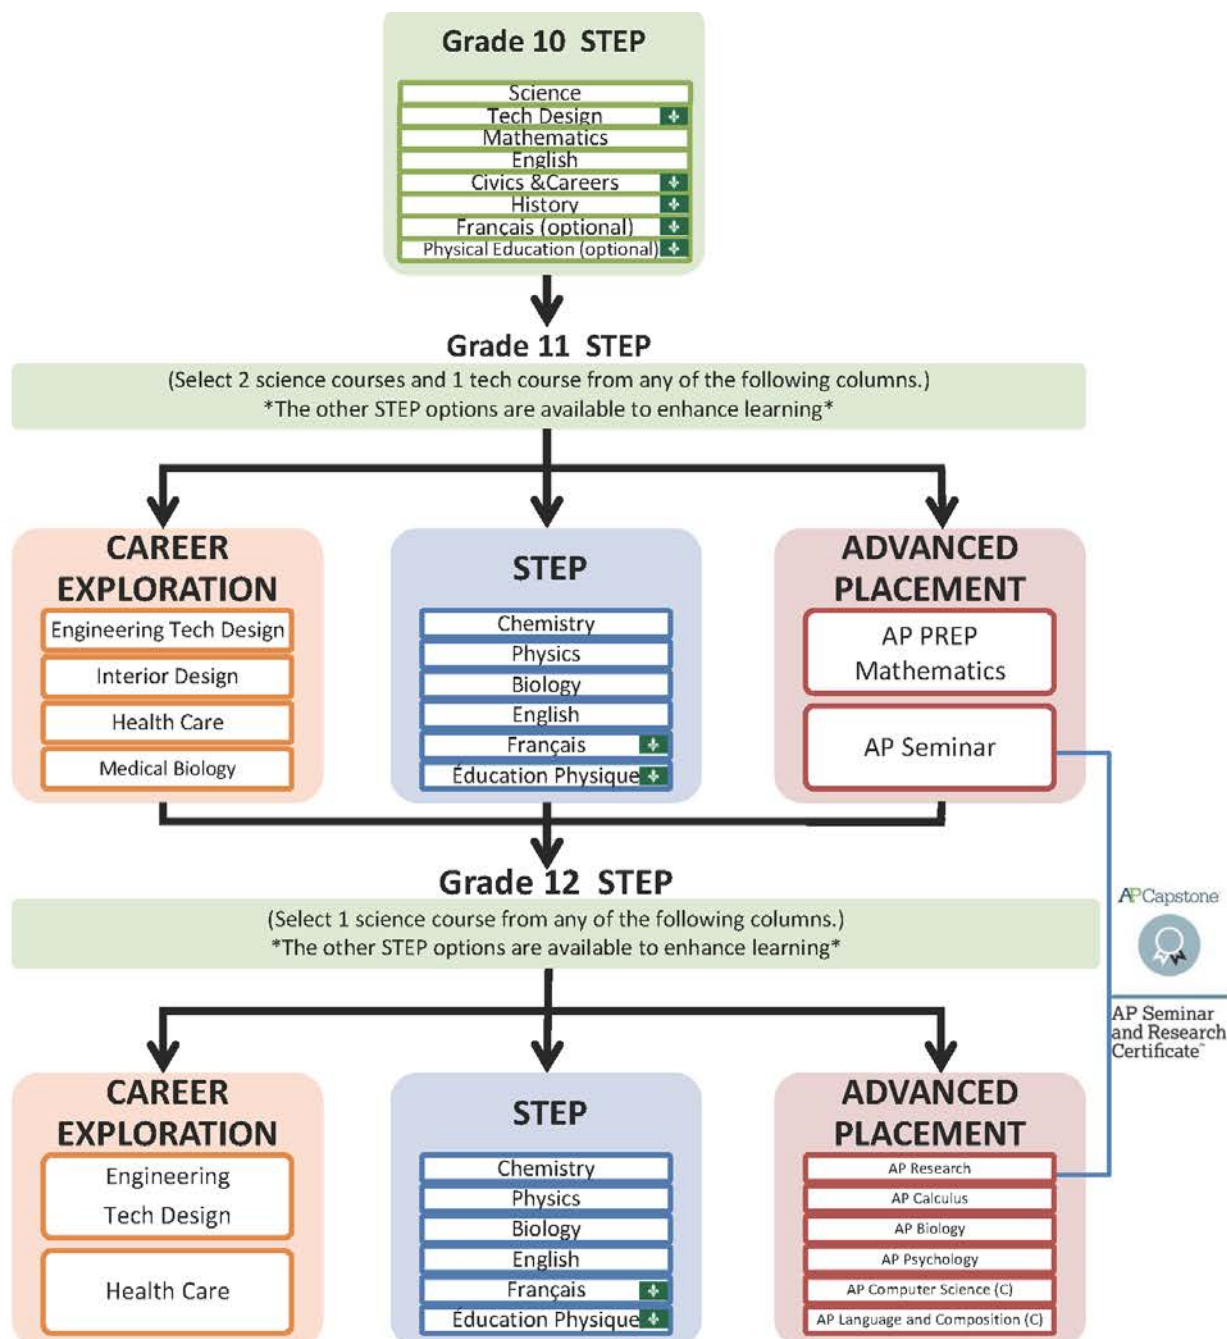 Grade 10 STEP
Science
Tech Design
Mathematics
English
Civics &Careers
History
Français (optional)
Physical Education (optional)
Grade 11 STEP
(Select 2 science courses and 1 tech course from any of the following columns.)
*The other STEP options are available to enhance learning*
CAREER
EXPLORATION
Engineering Tech Design
Interior Design
Health Care
Medical Biology
STEP
Chemistry
Physics
Biology
English
Français
Éducation Physique
ADVANCED
PLACEMENT
AP PREP
Mathematics
AP Seminar
Grade 12 STEP
(Select 1 science course from any of the following columns.)
*The other STEP options are available to enhance learning*
AP Capstone
AP Seminar
and Research
Certificate™
CAREER
EXPLORATION
Engineering
Tech Design
Health Care
STEP
Chemistry
Physics
Biology
English
Français
Éducation Physique
ADVANCED
PLACEMENT
AP Research
AP Calculus
AP Biology
AP Psychology
AP Computer Science (C)
AP Language and Composition (C)